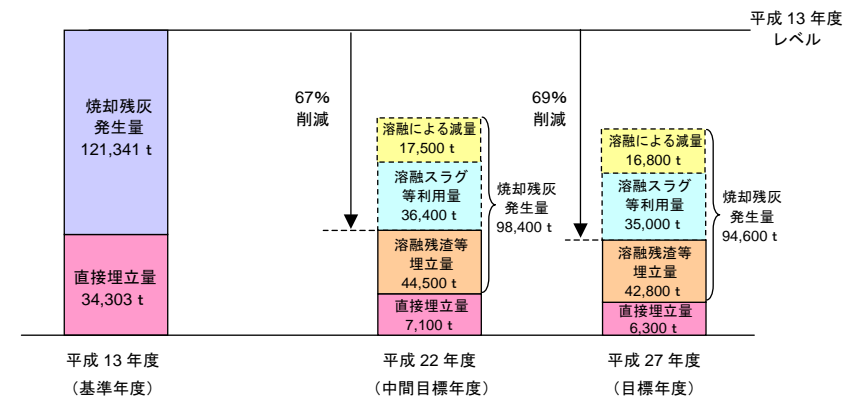 平成 13 年度
レベル
焼却残灰
発生量
121,341 t
直接埋立量
34,303 t
67%
削減
溶融による減量
17,500 t
溶融スラグ
等利用量
36,400 t
溶融残渣等
埋立量
44,500 t
直接埋立量
7,100 t
焼却残灰
発生量
98,400 t
69%
削減
溶融による減量
16,800 t
溶融スラグ
等利用量
35,000 t
溶融残渣等
埋立量
42,800 t
直接埋立量
6,300 t
焼却残灰
発生量
94,600 t
平成 13 年度
（基準年度）
平成 22 年度
（中間目標年度）
平成 27 年度
（目標年度）